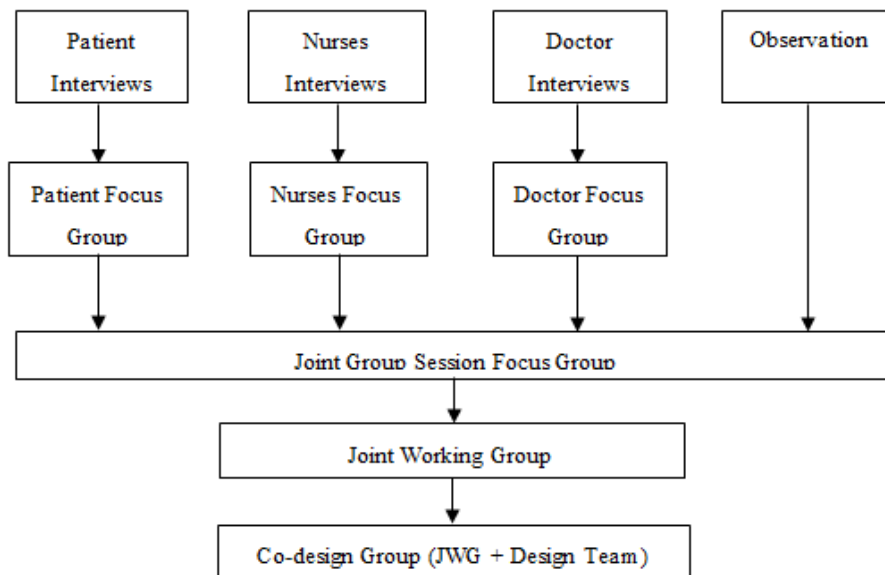 Patient
Interviews
Nurses
Interviews
Doctor
Interviews
Observation
Patient Focus
Group
Nurses Focus
Group
Doctor Focus
Group
Joint Group Session Focus Group
Joint Working Group
Co-design Group (JWG + Design Team)